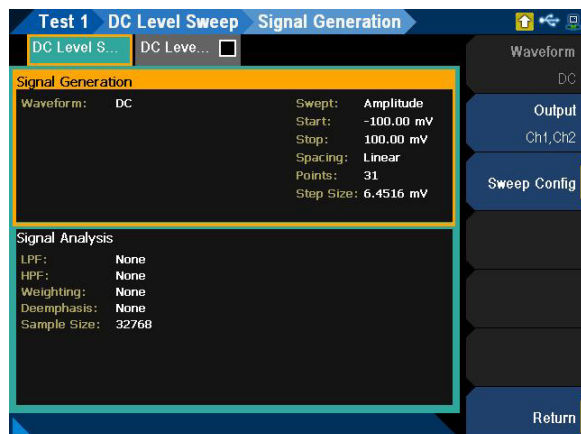 Test 1 DC Level Sweep Signal Generation
DC Level S... DC Leve...
Waveform
DC
Signal Generation
Waveform: DC Swept: Amplitude
Start: -100.00 mV
Stop: 100.00 mV
Spacing: Linear
Points: 31
Step Size: 6.4516 mV
Output
Ch1,Ch2
Sweep Config
Signal Analysis
LPF: None
HPF: None
Weighting: None
Deemphasis: None
Sample Size: 32768
Return